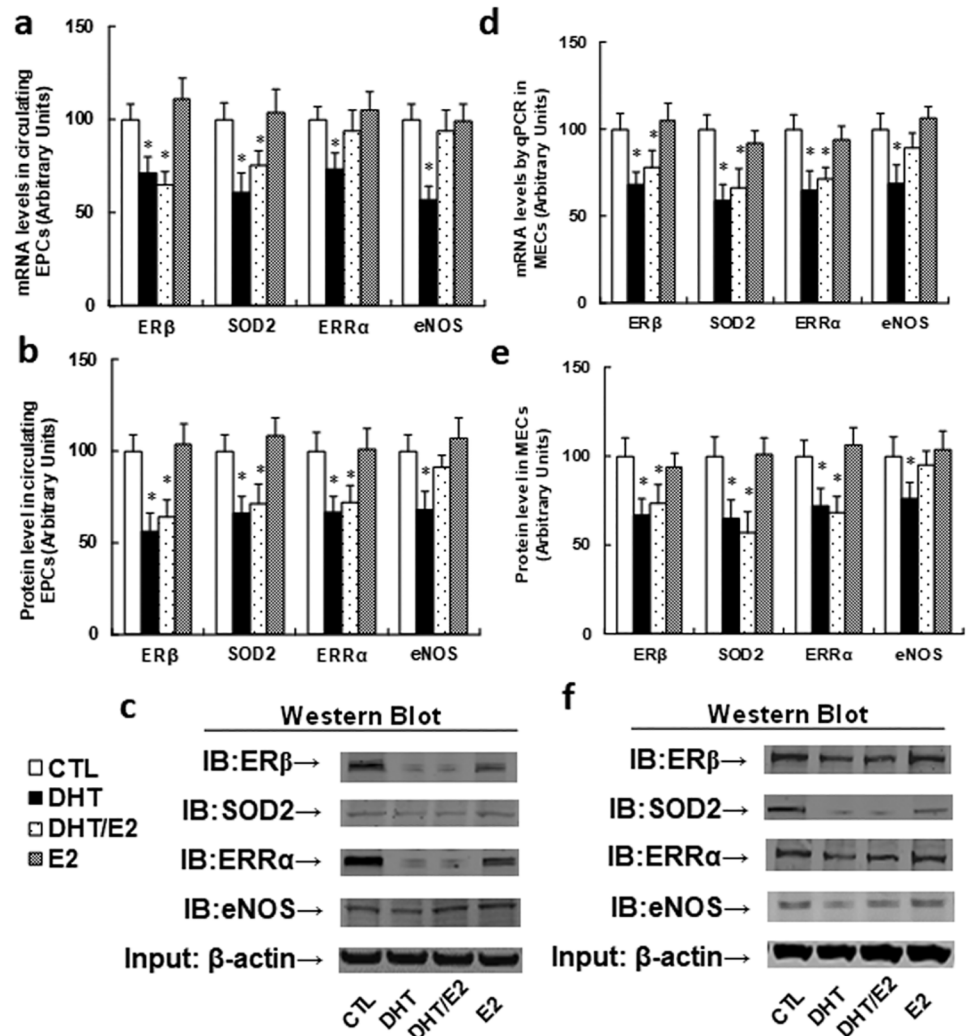 a
mRNA levels in circulating
EPCs (Arbitrary Units)
150
100
50
0
* * * * * *
ERβ SOD2 ERRα eNOS
d
mRNA levels by qPCR in
MECs (Arbitrary Units)
150
100
50
0
* * * * * * *
ERβ SOD2 ERRα eNOS
b
Protein level in circulating
EPCs (Arbitrary Units)
150
100
50
0
* * * * * * *
ERβ SOD2 ERRα eNOS
e
Protein level in MECs
(Arbitrary Units)
150
100
50
0
* * * * * * *
ERβ SOD2 ERRα eNOS
CTL
DHT
DHT/E2
E2
c
Western Blot
IB:ERβ→
IB:SOD2→
IB:ERRα→
IB:eNOS→
Input: β-actin→
CTL DHT DHT/E2 E2
f
Western Blot
IB:ERβ→
IB:SOD2→
IB:ERRα→
IB:eNOS→
Input: β-actin→
CTL DHT DHT/E2 E2